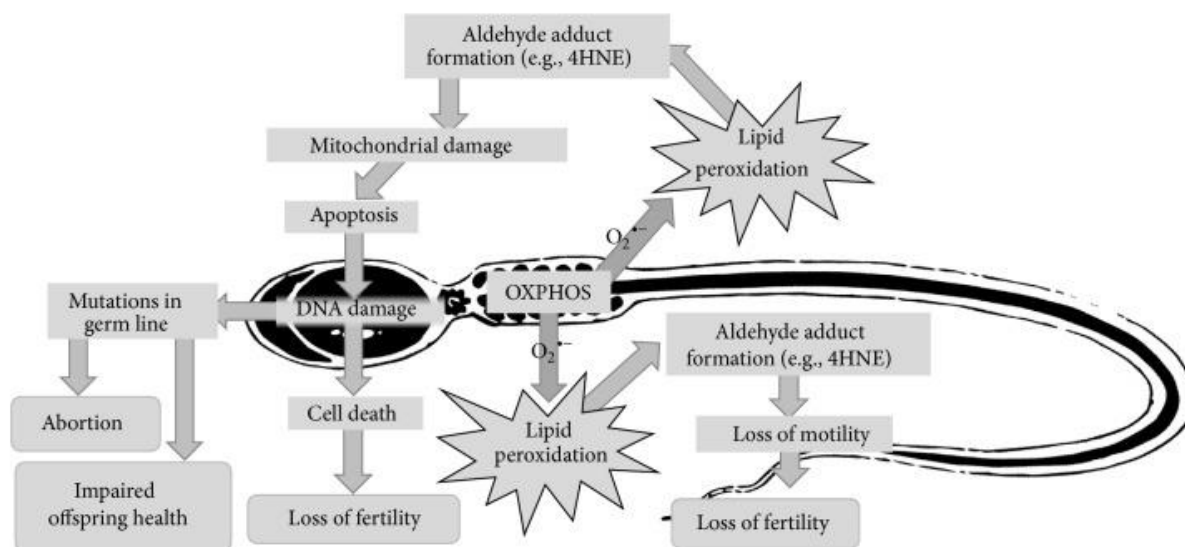 Aldehyde adduct
formation (e.g., 4HNE)
Lipid
peroxidation
Mitochondrial damage
Apoptosis
O2•−
OXPHOS
Mutations in
germ line
DNA damage
O2•−
Aldehyde adduct
formation (e.g., 4HNE)
Abortion
Cell death
Lipid
peroxidation
Loss of motility
Impaired
offspring health
Loss of fertility
Loss of fertility